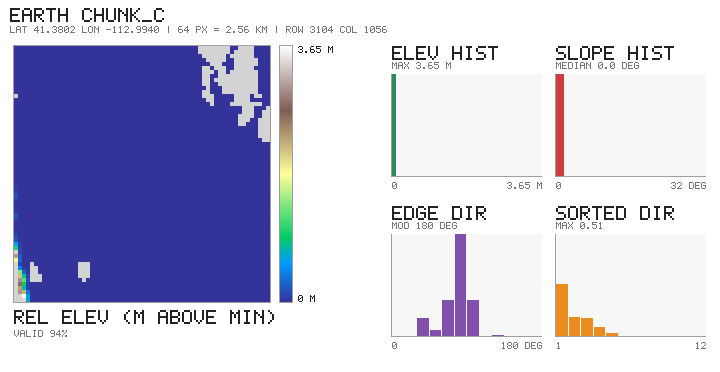 EARTH CHUNK_C
LAT 41.3802 LON -112.9940 | 64 PX = 2.56 KM | ROW 3104 COL 1056
3.65 M
0 M
REL ELEV (M ABOVE MIN)
VALID 94%
ELEV HIST
MAX 3.65 M
0 3.65 M
SLOPE HIST
MEDIAN 0.0 DEG
0 32 DEG
EDGE DIR
MOD 180 DEG
0 180 DEG
SORTED DIR
MAX 0.51
1 12